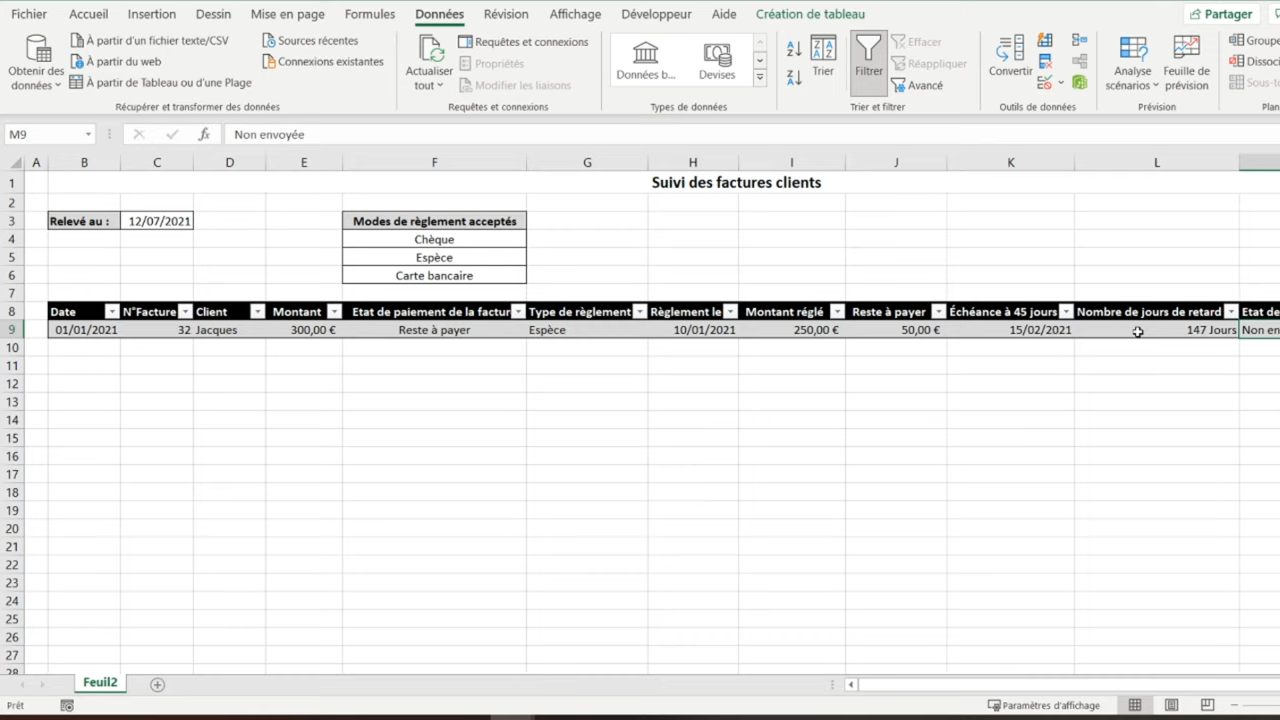 Fichier Accueil Insertion Dessin Mise en page Formules Données Révision Affichage Développeur Aide Création de tableau Partager
Obtenir des données
À partir d'un fichier texte/CSV
À partir du web
À partir de Tableau ou d'une Plage
Sources récentes
Connexions existantes
Récupérer et transformer des données
Actualiser tout
Requêtes et connexions
Propriétés
Modifier les liaisons
Requêtes et connexions
Données b...
Devises
Types de données
Trier
Filtrer
Effacer
Réappliquer
Avancé
Trier et filtrer
Convertir
Outils de données
Analyse scénarios
Feuille de prévision
Prévision
Groupe
Dissoci
Sous-to
Plan
M9 fx Non envoyée
A B C D E F G H I J K L
1 Suivi des factures clients
2
3 Relevé au : 12/07/2021 Modes de règlement acceptés
4 Chèque
5 Espèce
6 Carte bancaire
7
8 Date N°Facture Client Montant Etat de paiement de la factur Type de règlement Règlement le Montant réglé Reste à payer Échéance à 45 jours Nombre de jours de retard Etat de
9 01/01/2021 32 Jacques 300,00 € Reste à payer Espèce 10/01/2021 250,00 € 50,00 € 15/02/2021 147 Jours Non en
10
11
12
13
14
15
16
17
18
19
20
21
22
23
24
25
26
27
28
Feuil2
Prêt Paramètres d'affichage